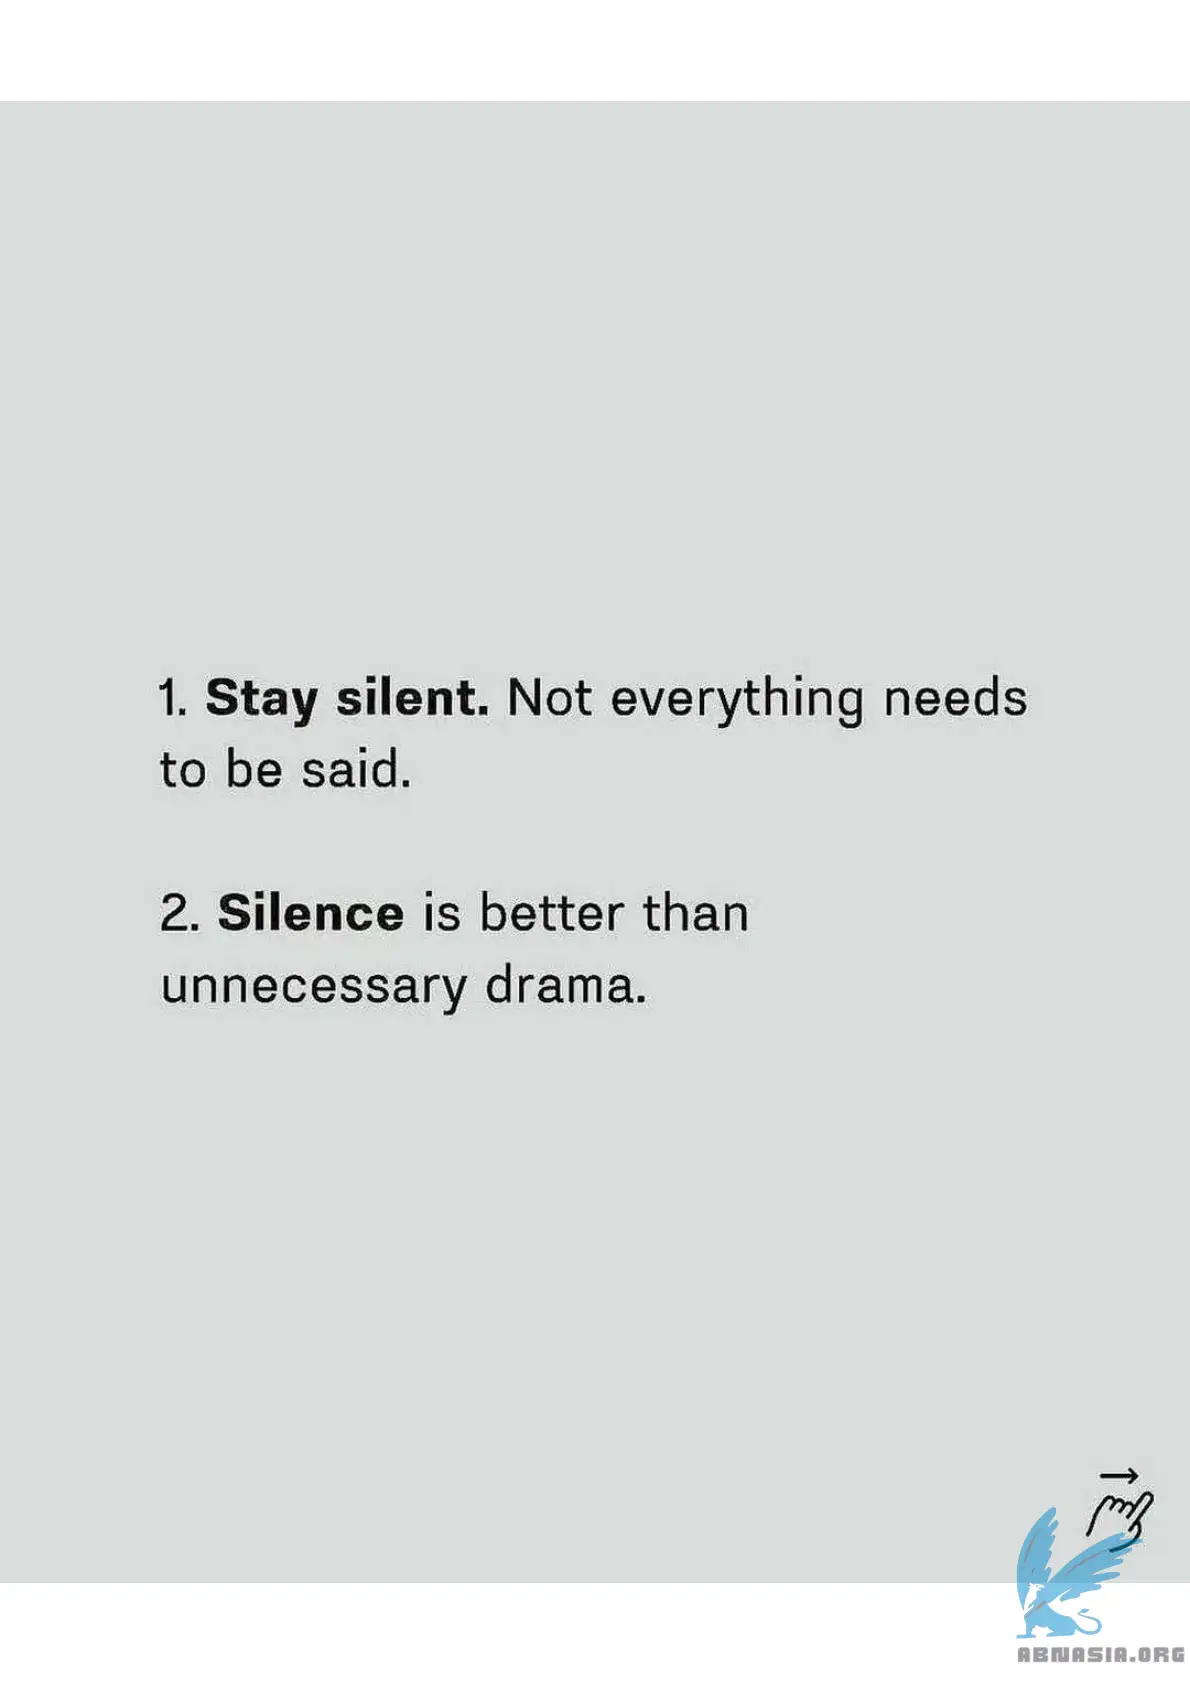 1. Stay silent. Not everything needs
to be said.
2. Silence is better than
unnecessary drama.
ABNASIA.ORG